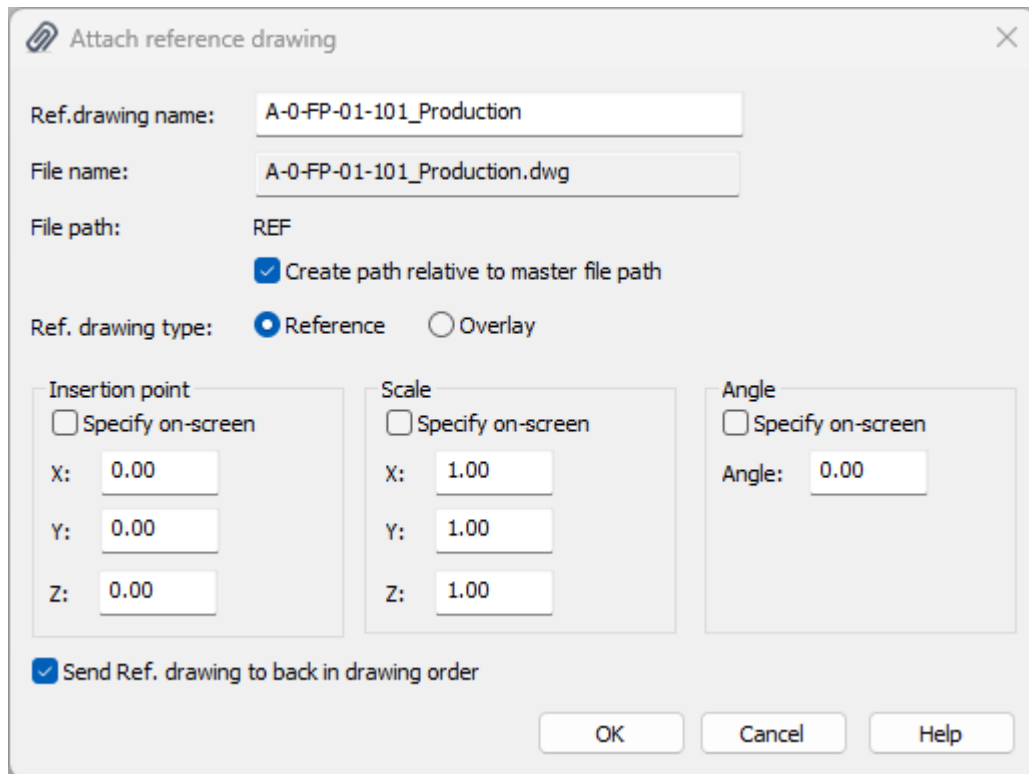 Attach reference drawing
Ref.drawing name: A-0-FP-01-101_Production
File name: A-0-FP-01-101_Production.dwg
File path: REF
Create path relative to master file path
Ref. drawing type: Reference Overlay
Insertion point Scale Angle
Specify on-screen Specify on-screen Specify on-screen
X: 0.00 X: 1.00 Angle: 0.00
Y: 0.00 Y: 1.00
Z: 0.00 Z: 1.00
Send Ref. drawing to back in drawing order
OK Cancel Help